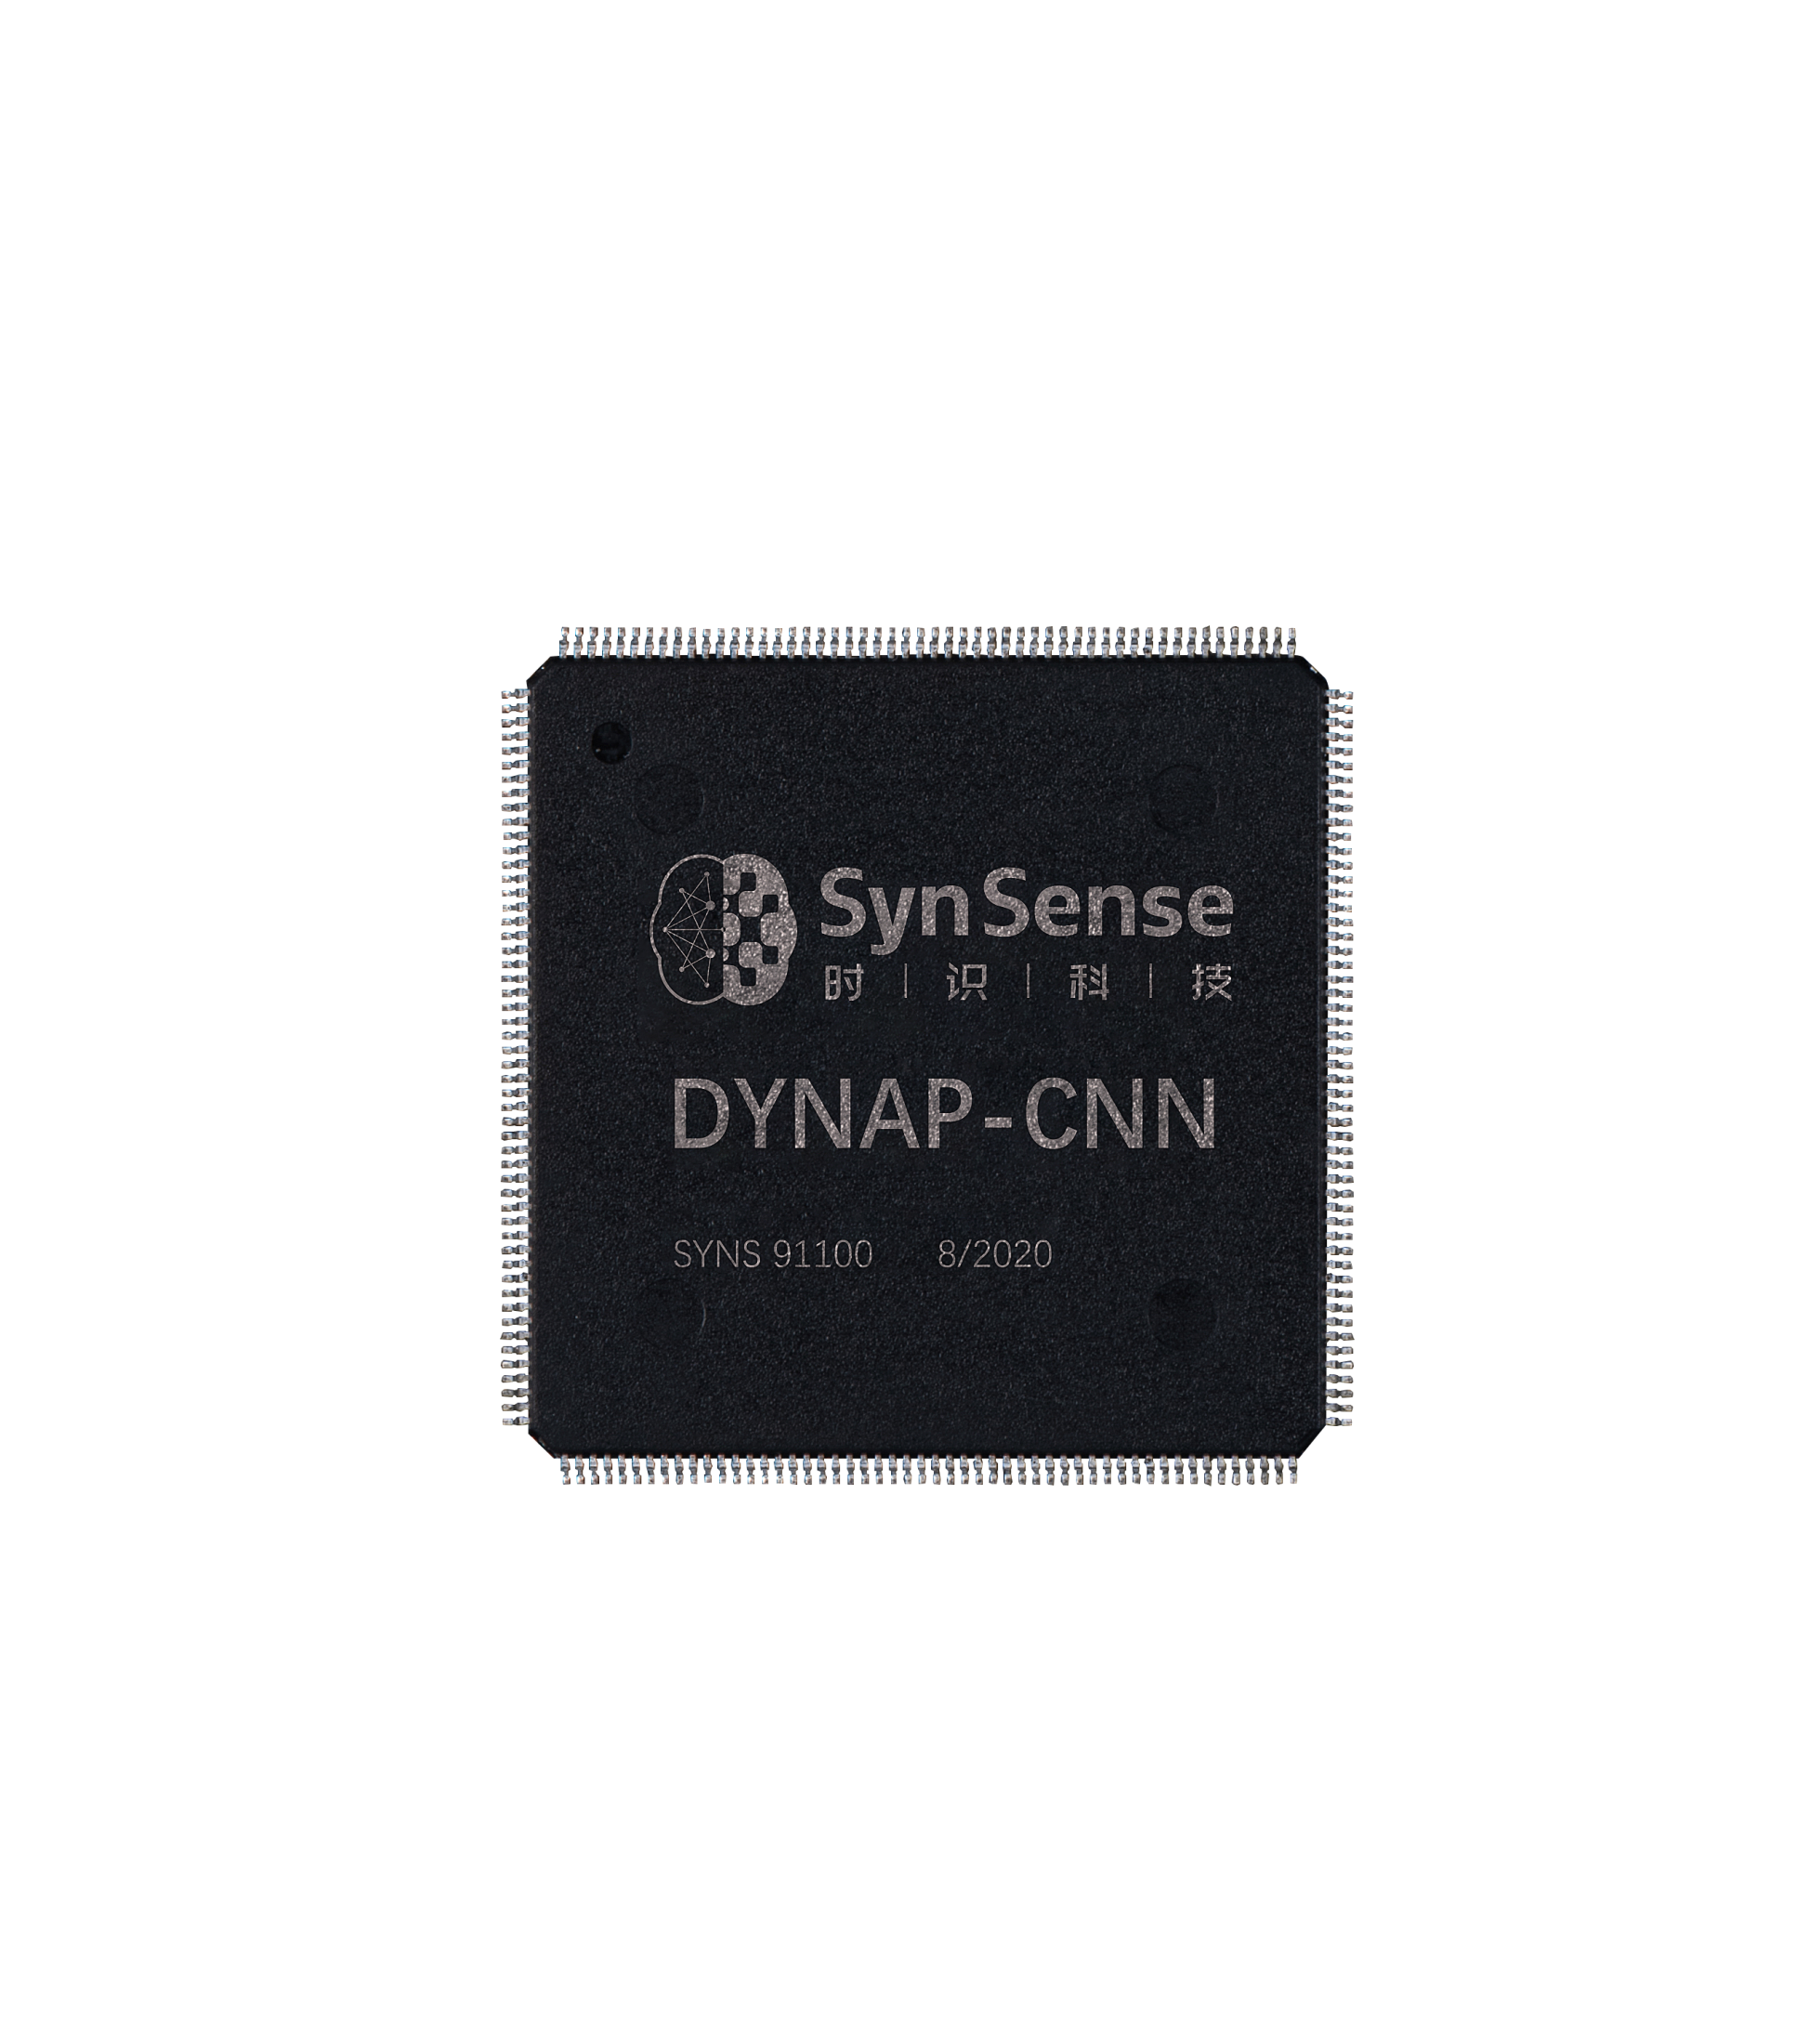 SynSense
时 | 识 | 科 | 技
DYNAP-CNN
SYNS 91100 8/2020